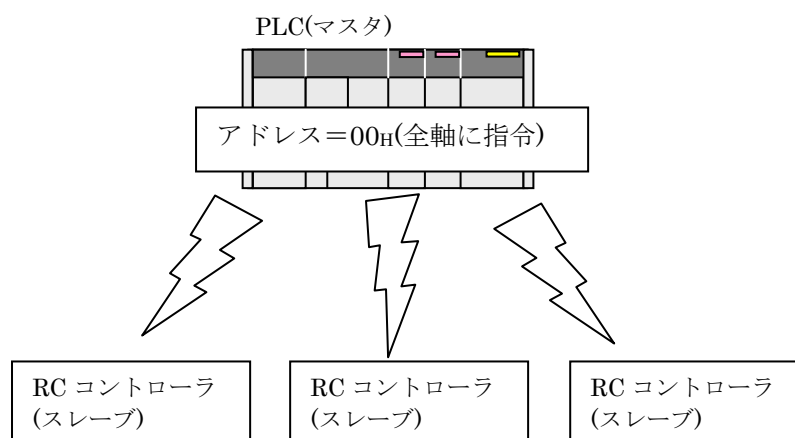 PLC(マスタ)
アドレス＝00H(全軸に指令)
RC コントローラ
(スレーブ)
RC コントローラ
(スレーブ)
RC コントローラ
(スレーブ)